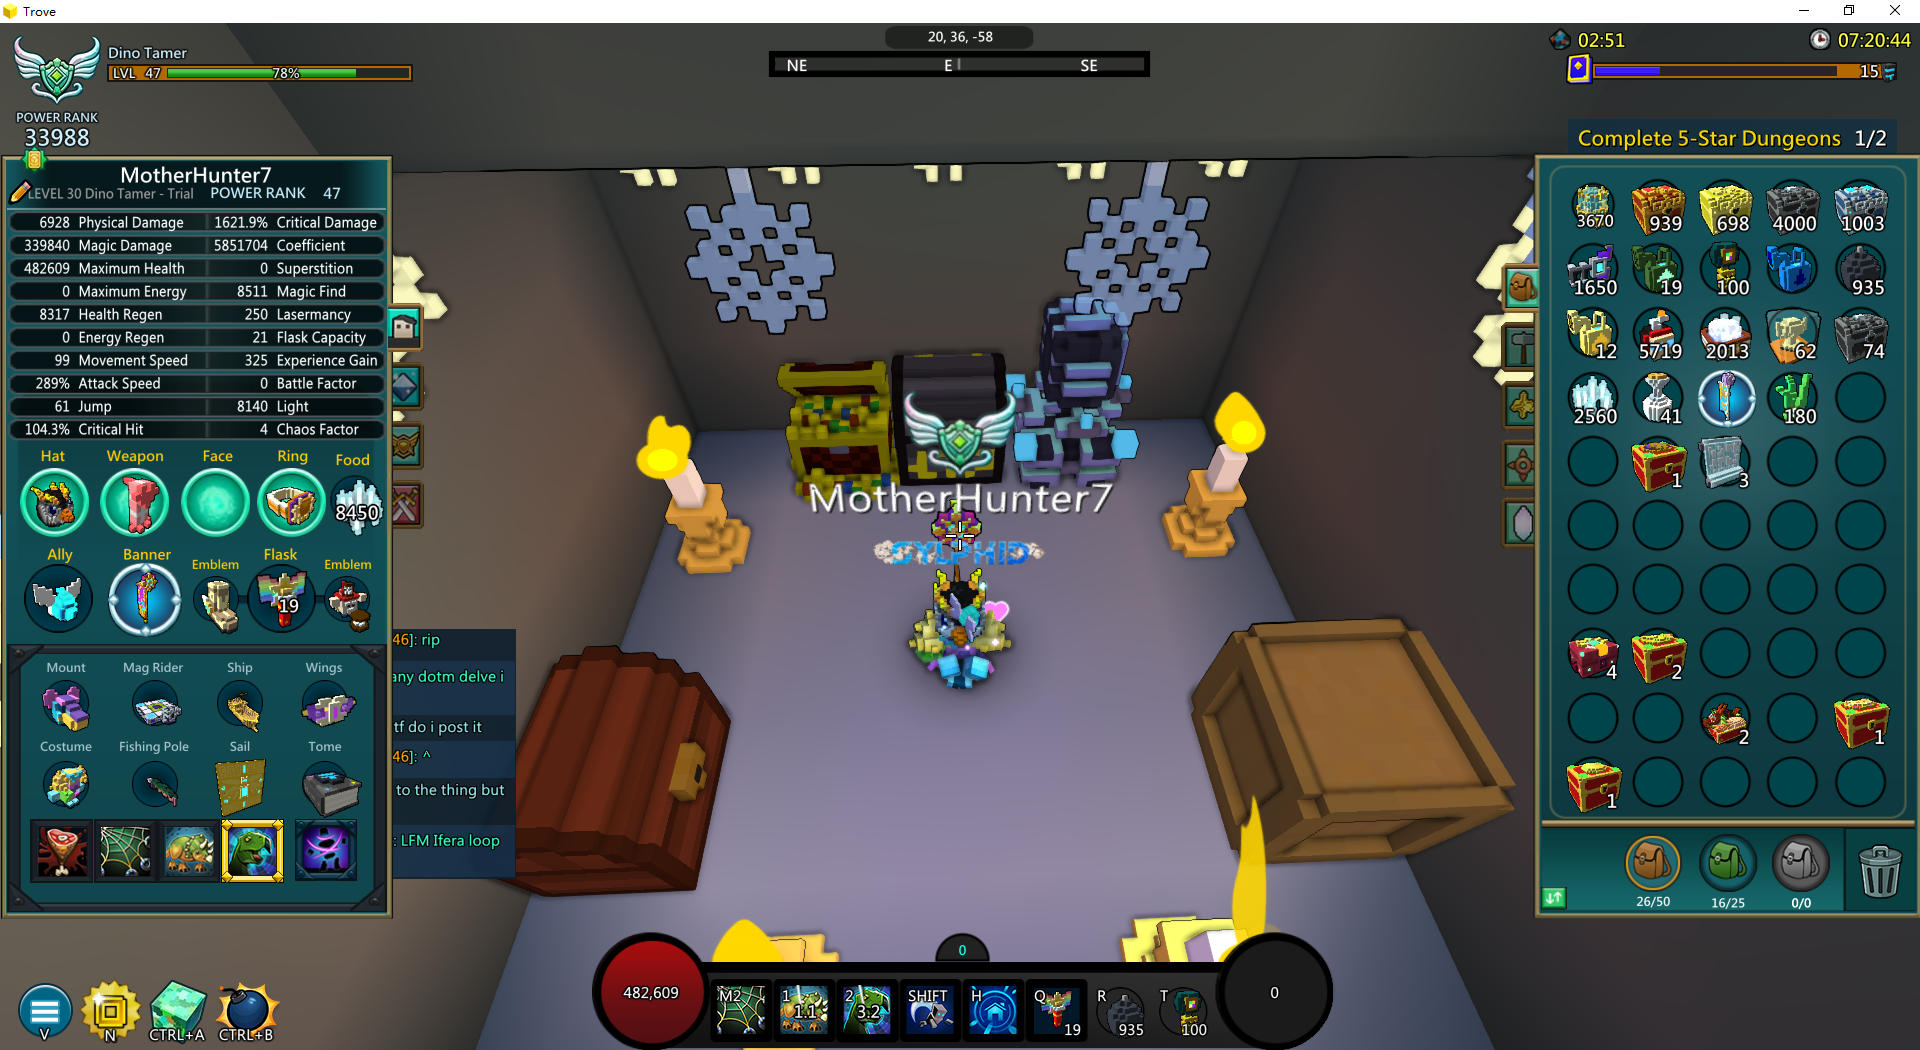 Trove
Dino Tamer
LVL 47
78%
POWER RANK
33988
20, 36, -58
NE
E
SE
02:51
07:20:44
15
Complete 5-Star Dungeons 1/2
MotherHunter7
LEVEL 30 Dino Tamer - Trial
POWER RANK 47
6928 Physical Damage
1621.9% Critical Damage
339840 Magic Damage
5851704 Coefficient
482609 Maximum Health
0 Superstition
0 Maximum Energy
8511 Magic Find
8317 Health Regen
250 Lasermancy
0 Energy Regen
21 Flask Capacity
99 Movement Speed
325 Experience Gain
289% Attack Speed
0 Battle Factor
61 Jump
8140 Light
104.3% Critical Hit
4 Chaos Factor
Hat
Weapon
Face
Ring
Food
8450
Ally
Banner
Emblem
Flask
Emblem
19
Mount
Mag Rider
Ship
Wings
Costume
Fishing Pole
Sail
Tome
46]: rip
any dotm delve i
tf do i post it
46]: ^
to the thing but
: LFM Ifera loop
MotherHunter7
SYLPHID
3670
939
698
4000
1003
1650
19
100
935
12
5719
2013
62
74
2560
41
180
1
3
4
2
2
1
1
26/50
16/25
0/0
V
N
CTRL+A
CTRL+B
482,609
0
M2
1
1.1
2
3.2
SHIFT
H
Q
19
R
935
T
100
0